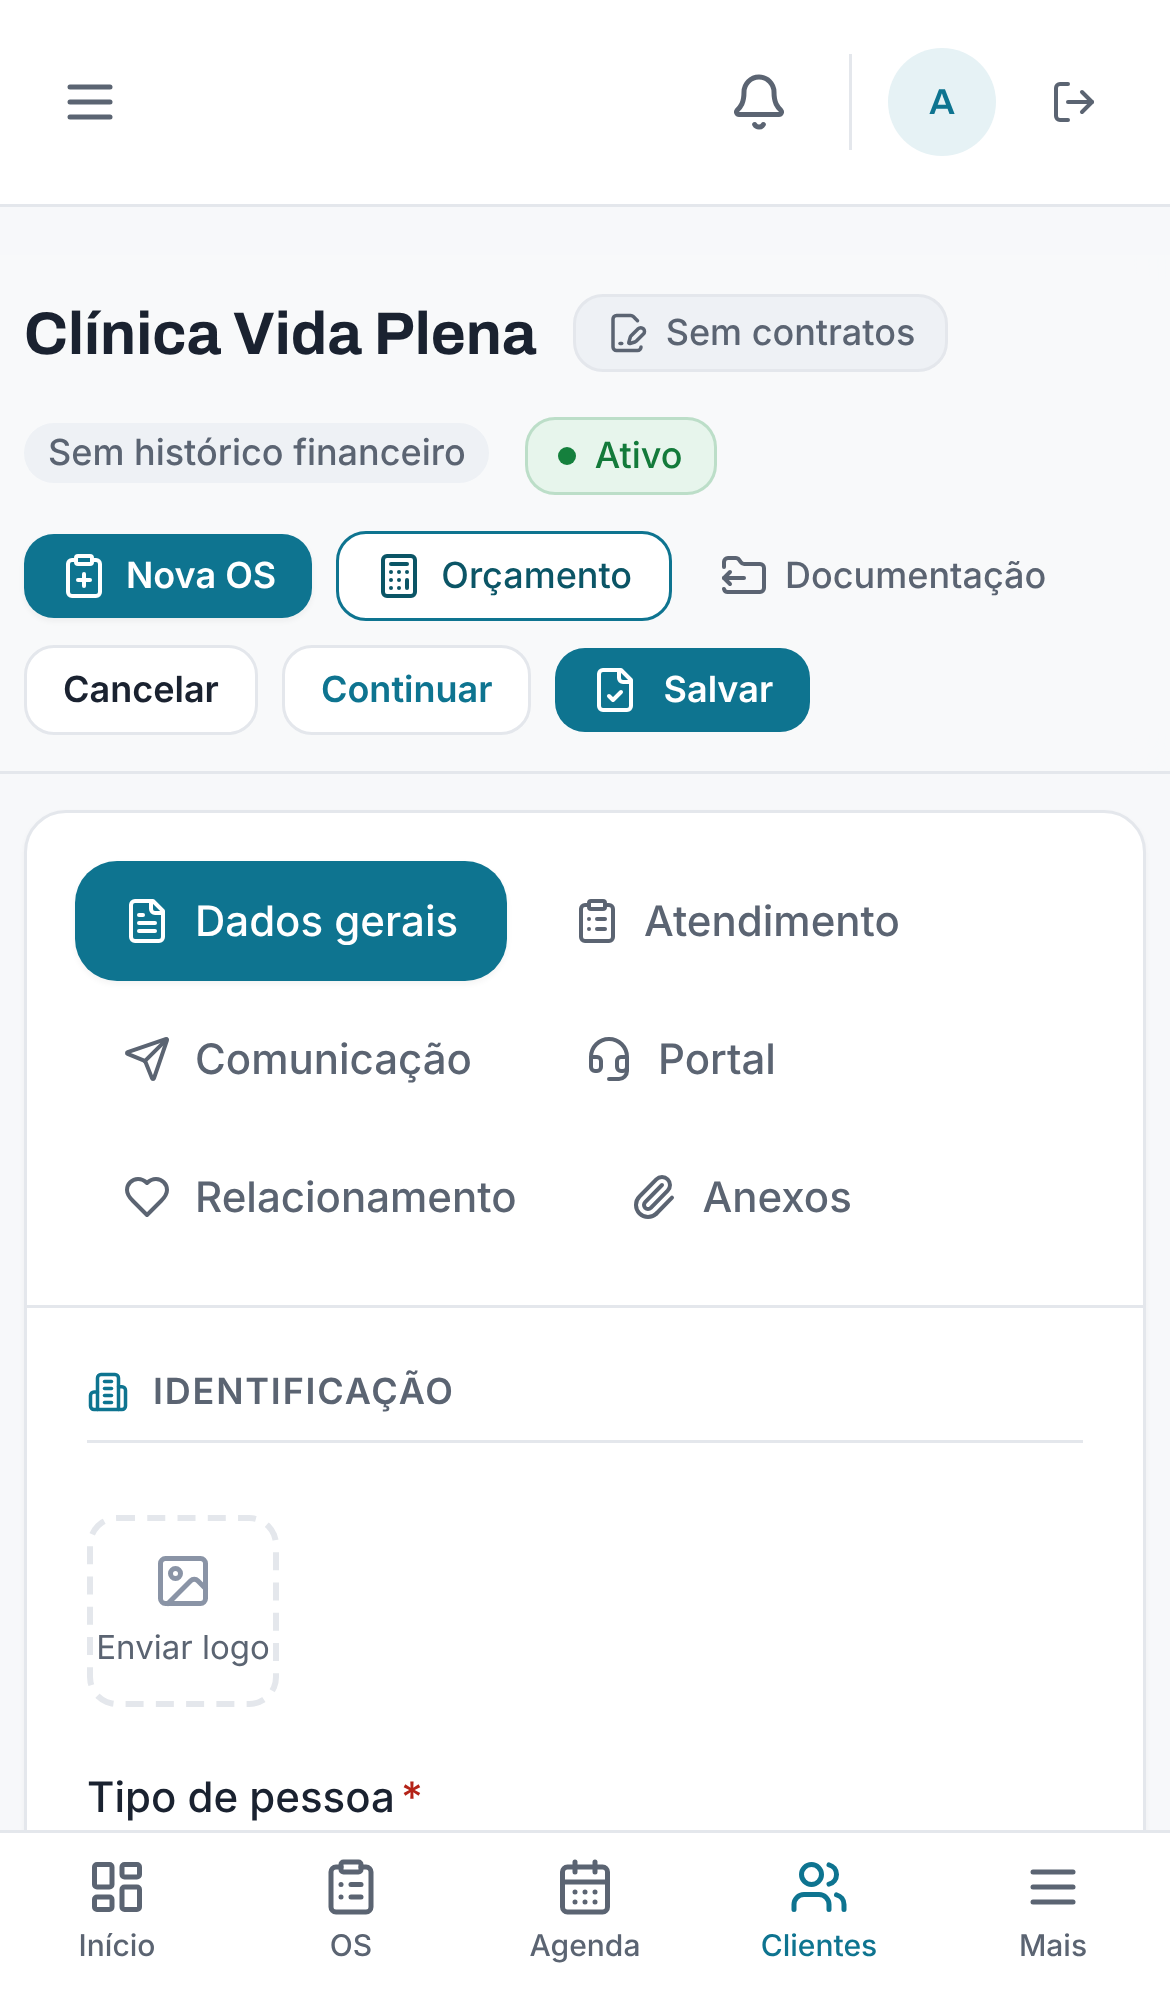 A
Clínica Vida Plena
Sem contratos
Sem histórico financeiro
Ativo
Nova OS
Orçamento
Documentação
Cancelar
Continuar
Salvar
Dados gerais
Atendimento
Comunicação
Portal
Relacionamento
Anexos
IDENTIFICAÇÃO
Enviar logo
Tipo de pessoa *
Início
OS
Agenda
Clientes
Mais